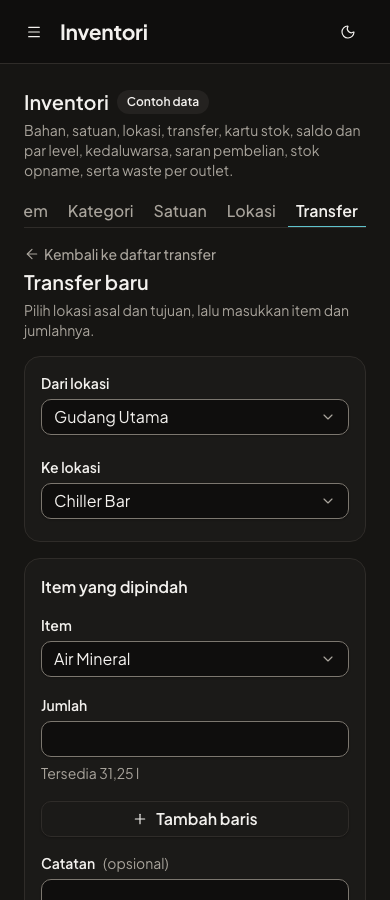 Inventori
Inventori Contoh data
Bahan, satuan, lokasi, transfer, kartu stok, saldo dan
par level, kedaluwarsa, saran pembelian, stok
opname, serta waste per outlet.
em Kategori Satuan Lokasi Transfer
Kembali ke daftar transfer
Transfer baru
Pilih lokasi asal dan tujuan, lalu masukkan item dan
jumlahnya.
Dari lokasi
Gudang Utama
Ke lokasi
Chiller Bar
Item yang dipindah
Item
Air Mineral
Jumlah
Tersedia 31,25 l
Tambah baris
Catatan (opsional)